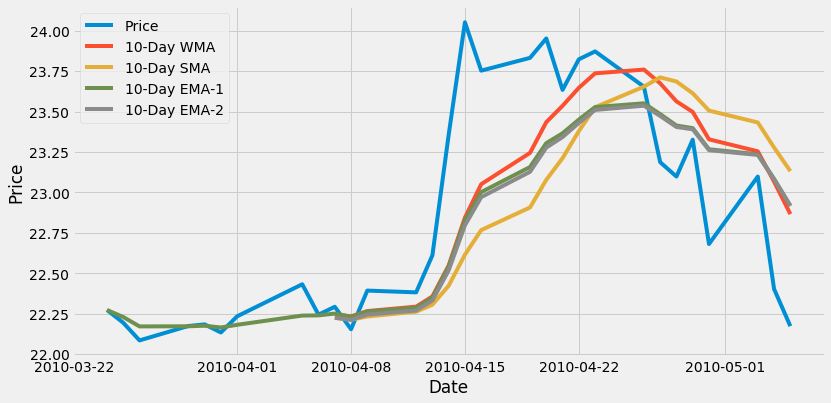 Price
10-Day WMA
10-Day SMA
10-Day EMA-1
10-Day EMA-2
24.00
23.75
23.50
23.25
23.00
22.75
22.50
22.25
22.00
Price
2010-03-22 2010-04-01 2010-04-08 2010-04-15 2010-04-22 2010-05-01
Date